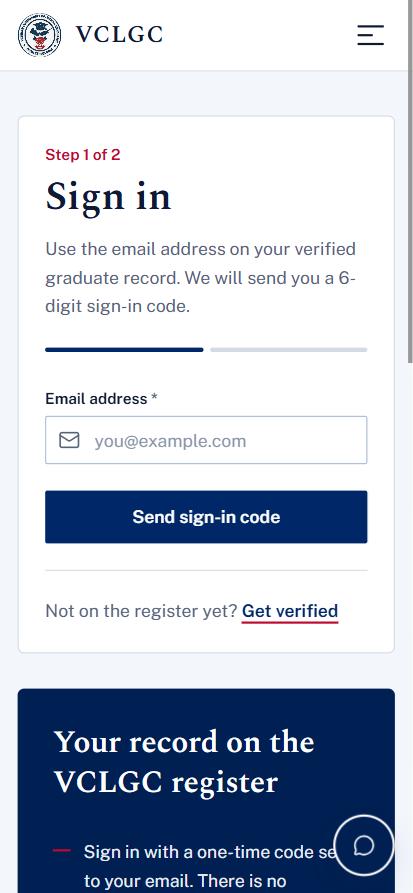 VCLGC
Step 1 of 2
Sign in
Use the email address on your verified
graduate record. We will send you a 6-
digit sign-in code.
Email address *
you@example.com
Send sign-in code
Not on the register yet? Get verified
Your record on the
VCLGC register
Sign in with a one-time code se
to your email. There is no